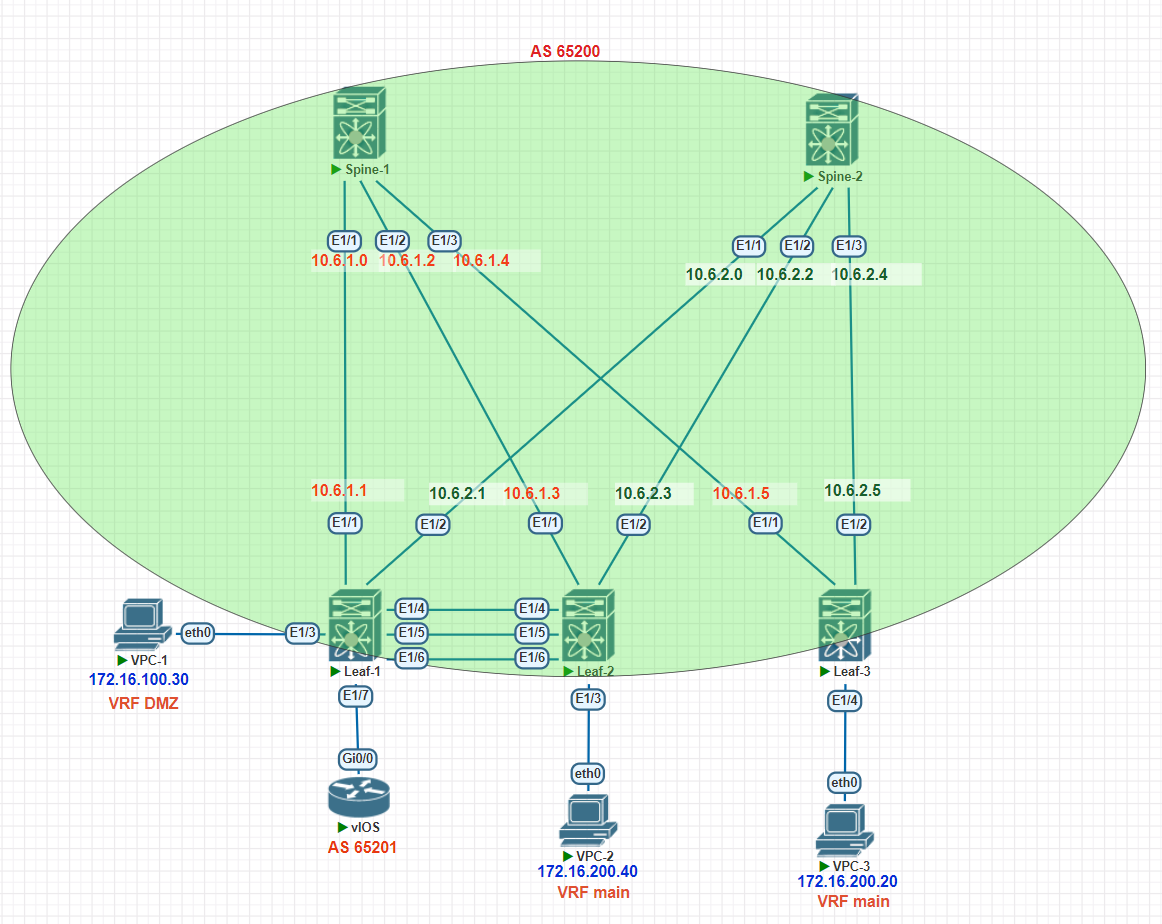 AS 65200
Spine-1
Spine-2
E1/1 E1/2 E1/3
E1/1 E1/2 E1/3
10.6.1.0 10.6.1.2 10.6.1.4
10.6.2.0 10.6.2.2 10.6.2.4
10.6.1.1 10.6.2.1 10.6.1.3 10.6.2.3 10.6.1.5 10.6.2.5
E1/1 E1/2 E1/1 E1/2 E1/1 E1/2
E1/4 E1/4
eth0 E1/3 E1/5 E1/5
E1/6 E1/6
VPC-1
Leaf-1 Leaf-2 Leaf-3
172.16.100.30
VRF DMZ
E1/7 E1/3 E1/4
Gi0/0 eth0 eth0
vIOS
AS 65201
VPC-2
172.16.200.40
VRF main
VPC-3
172.16.200.20
VRF main